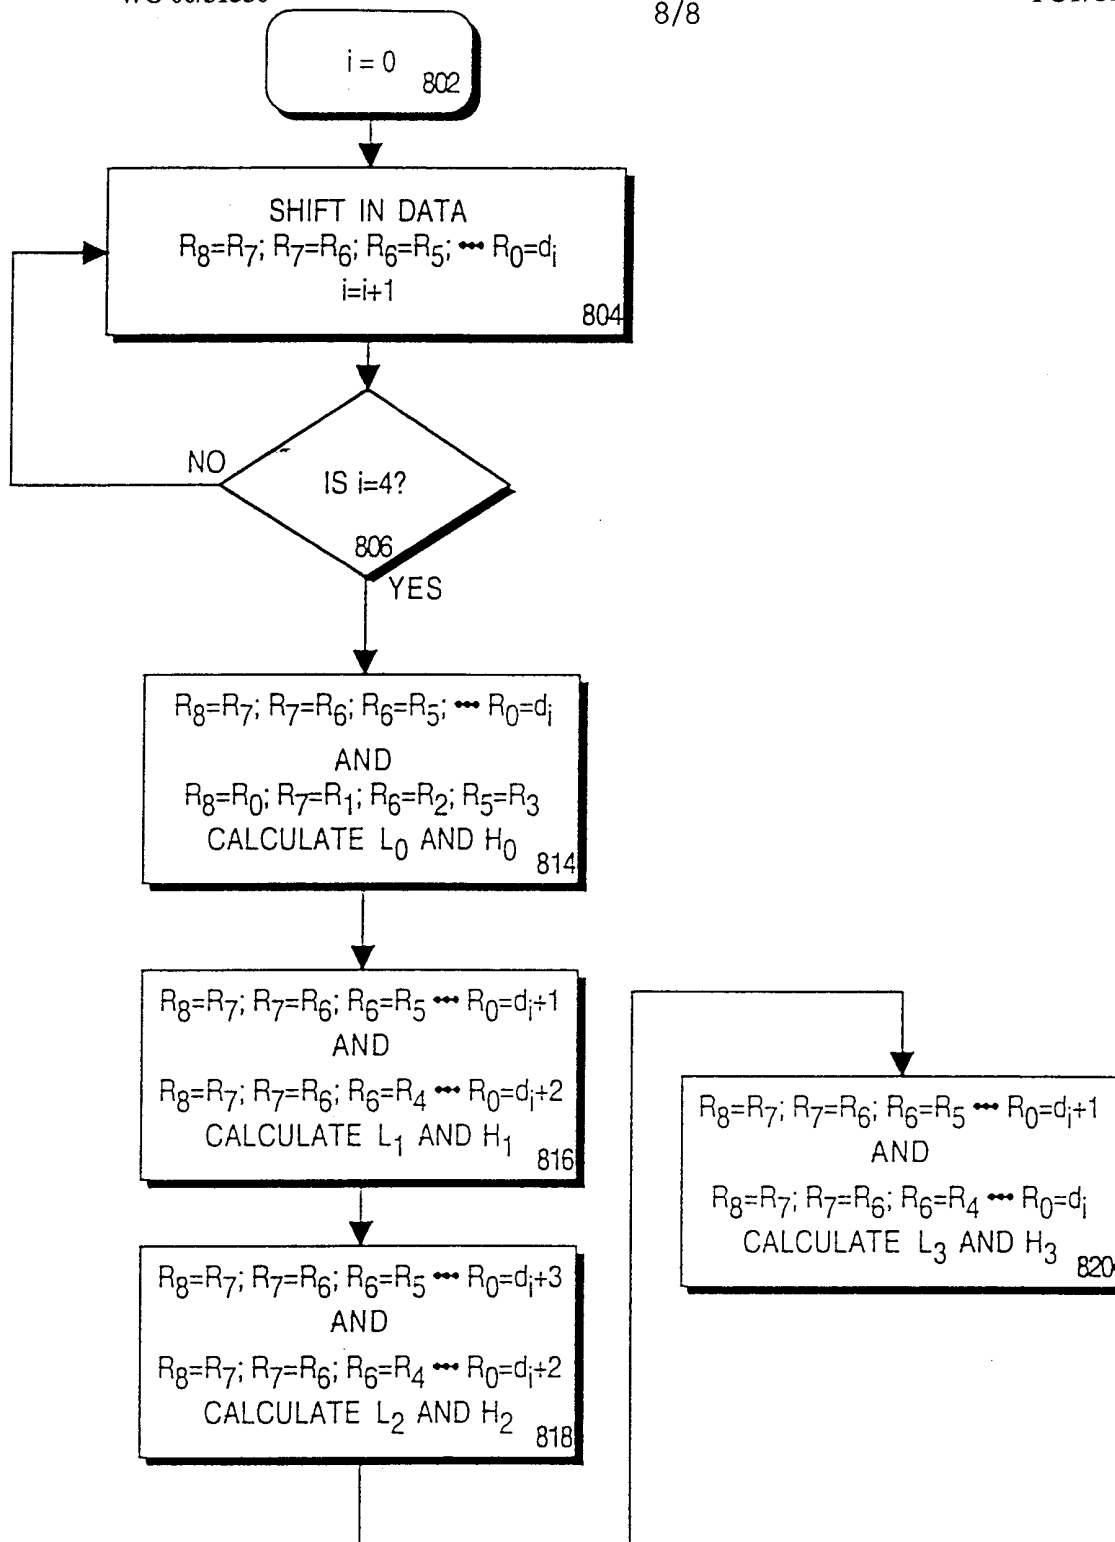 8/8
i = 0
802
SHIFT IN DATA
R8=R7; R7=R6; R6=R5; ••• R0=di
i=i+1
804
NO
IS i=4?
806
YES
R8=R7; R7=R6; R6=R5; ••• R0=di
AND
R8=R0; R7=R1; R6=R2; R5=R3
CALCULATE L0 AND H0
814
R8=R7; R7=R6; R6=R5 ••• R0=di+1
AND
R8=R7; R7=R6; R6=R4 ••• R0=di+2
CALCULATE L1 AND H1
816
R8=R7; R7=R6; R6=R5 ••• R0=di+3
AND
R8=R7; R7=R6; R6=R4 ••• R0=di+2
CALCULATE L2 AND H2
818
R8=R7; R7=R6; R6=R5 ••• R0=di+1
AND
R8=R7; R7=R6; R6=R4 ••• R0=di
CALCULATE L3 AND H3
820